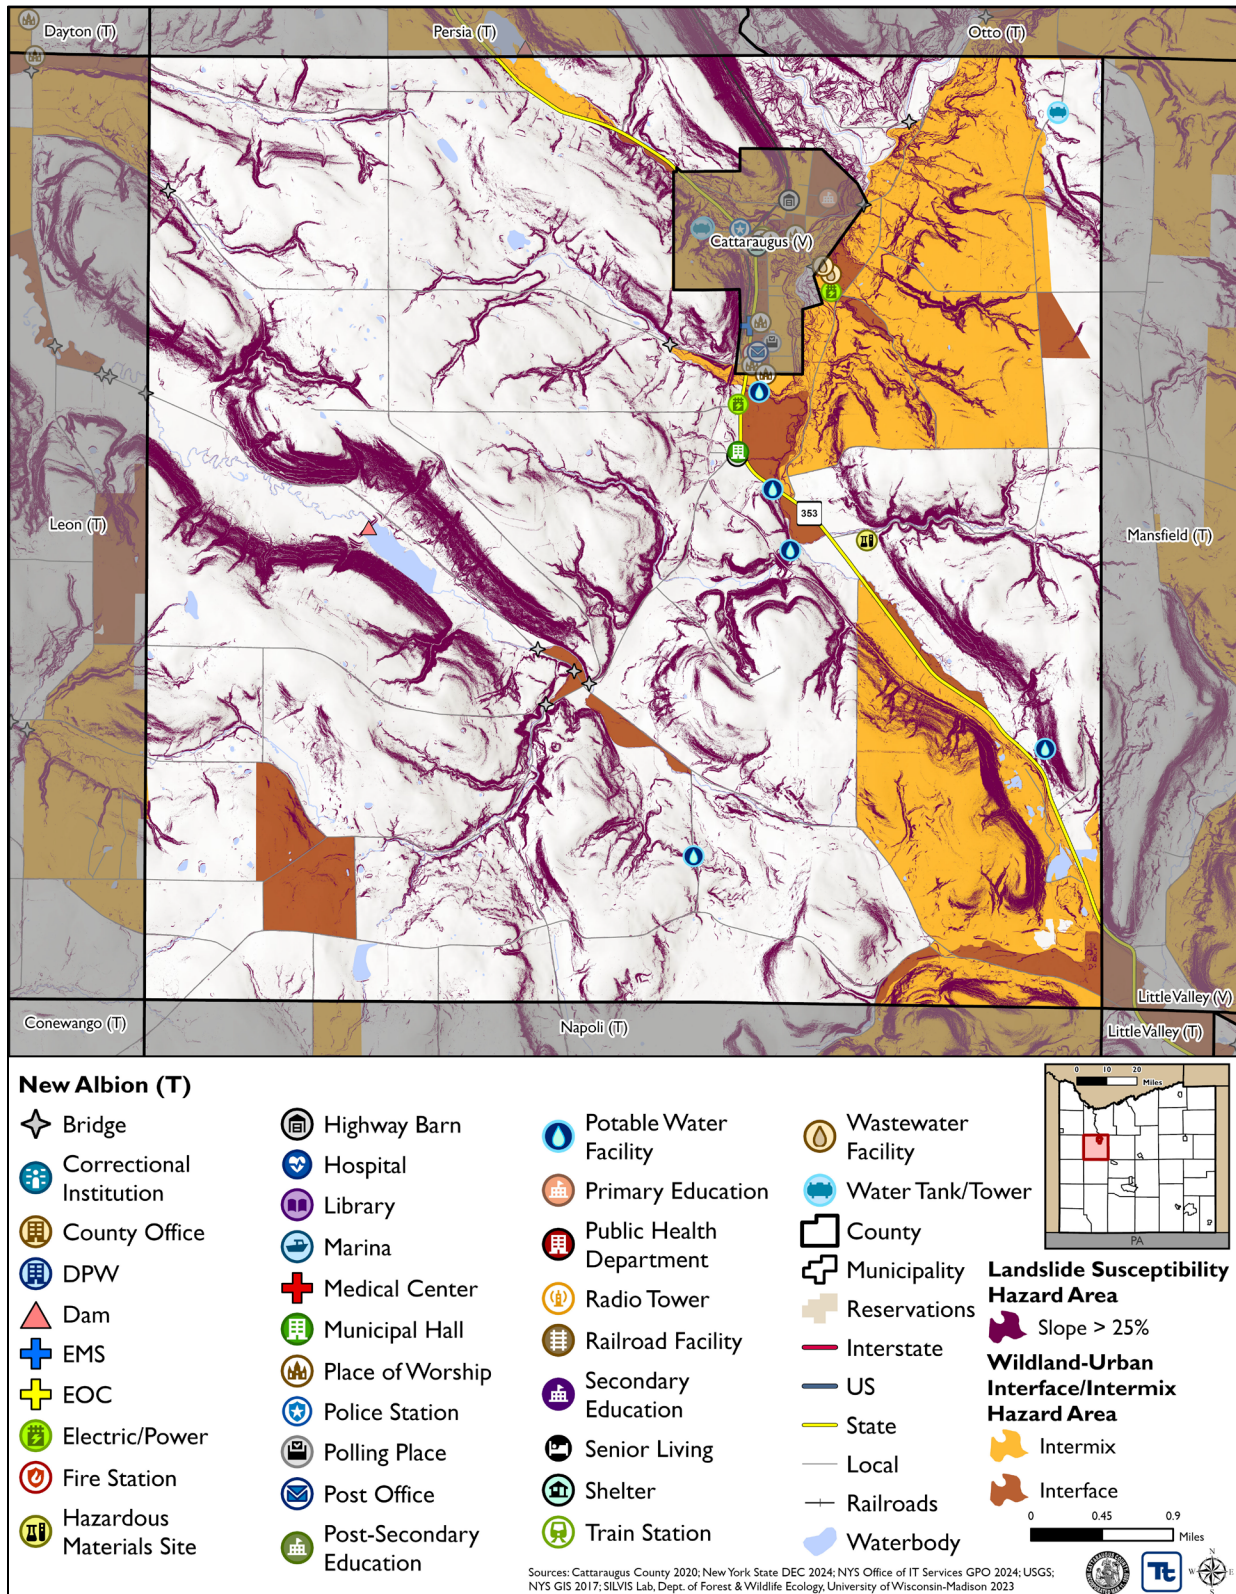 Dayton (T)
Persia (T)
Otto (T)
Cattaraugus (V)
353
Leon (T)
Mansfield (T)
Little Valley (V)
Conewango (T)
Napoli (T)
Little Valley (T)
New Albion (T)
Bridge
Correctional
Institution
County Office
DPW
Dam
EMS
EOC
Electric/Power
Fire Station
Hazardous
Materials Site
Highway Barn
Hospital
Library
Marina
Medical Center
Municipal Hall
Place of Worship
Police Station
Polling Place
Post Office
Post-Secondary
Education
Potable Water
Facility
Primary Education
Public Health
Department
Radio Tower
Railroad Facility
Secondary
Education
Senior Living
Shelter
Train Station
Wastewater
Facility
Water Tank/Tower
County
Municipality
Reservations
Interstate
US
State
Local
Railroads
Waterbody
0 10 20
Miles
PA
Landslide Susceptibility
Hazard Area
Slope > 25%
Wildland-Urban
Interface/Intermix
Hazard Area
Intermix
Interface
0 0.45 0.9
Miles
Sources: Cattaraugus County 2020; New York State DEC 2024; NYS Office of IT Services GPO 2024; USGS;
NYS GIS 2017; SILVIS Lab, Dept. of Forest & Wildlife Ecology, University of Wisconsin-Madison 2023
Tt
N
W E
S